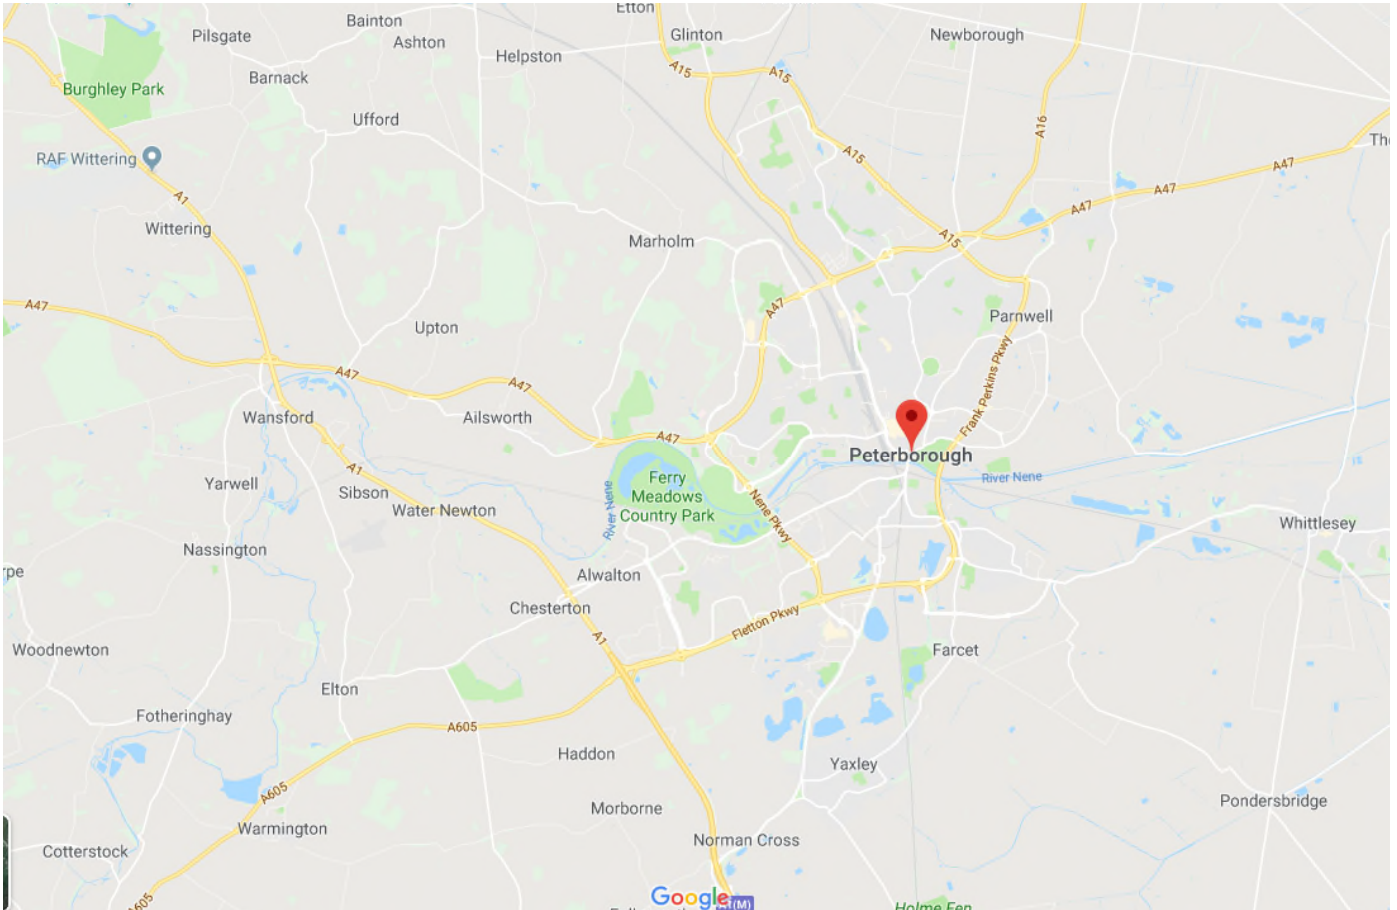 Etton
Bainton
Pilsgate
Glinton
Newborough
Ashton
Helpston
A15
A15
Barnack
Burghley Park
Ufford
A16
The
RAF Wittering
A15
A47
A1
A47
A47
Wittering
Marholm
A15
A47
A47
Parnwell
Upton
A47
Frank Perkins Pkwy
A47
Wansford
Ailsworth
A47
Peterborough
A1
Ferry
Meadows
Country Park
River Nene
Yarwell
Sibson
River Nene
Nene Pkwy
Water Newton
Whittlesey
Nassington
rpe
Alwalton
Chesterton
Fletton Pkwy
A1
Woodnewton
Farcet
Elton
Fotheringhay
A605
Haddon
Yaxley
A605
Morborne
Pondersbridge
Warmington
Norman Cross
Cotterstock
A605
Google
(M)
Holme Fen